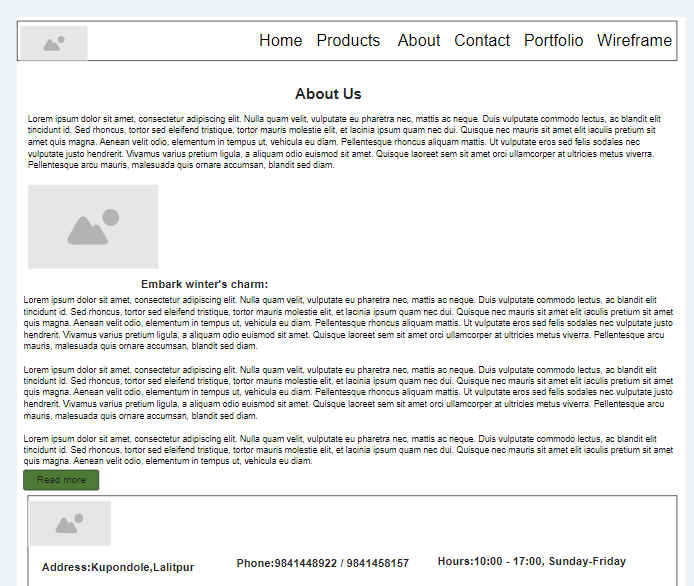 Home Products About Contact Portfolio Wireframe
About Us
Lorem ipsum dolor sit amet, consectetur adipiscing elit. Nulla quam velit, vulputate eu pharetra nec, mattis ac neque. Duis vulputate commodo lectus, ac blandit elit
tincidunt id. Sed rhoncus, tortor sed eleifend tristique, tortor mauris molestie elit, et lacinia ipsum quam nec dui. Quisque nec mauris sit amet elit iaculis pretium sit
amet quis magna. Aenean velit odio, elementum in tempus ut, vehicula eu diam. Pellentesque rhoncus aliquam mattis. Ut vulputate eros sed felis sodales nec
vulputate justo hendrerit. Vivamus varius pretium ligula, a aliquam odio euismod sit amet. Quisque laoreet sem sit amet orci ullamcorper at ultricies metus viverra.
Pellentesque arcu mauris, malesuada quis ornare accumsan, blandit sed diam.
Embark winter's charm:
Lorem ipsum dolor sit amet, consectetur adipiscing elit. Nulla quam velit, vulputate eu pharetra nec, mattis ac neque. Duis vulputate commodo lectus, ac blandit elit
tincidunt id. Sed rhoncus, tortor sed eleifend tristique, tortor mauris molestie elit, et lacinia ipsum quam nec dui. Quisque nec mauris sit amet elit iaculis pretium sit amet
quis magna. Aenean velit odio, elementum in tempus ut, vehicula eu diam. Pellentesque rhoncus aliquam mattis. Ut vulputate eros sed felis sodales nec vulputate justo
hendrerit. Vivamus varius pretium ligula, a aliquam odio euismod sit amet. Quisque laoreet sem sit amet orci ullamcorper at ultricies metus viverra. Pellentesque arcu
mauris, malesuada quis ornare accumsan, blandit sed diam.
Lorem ipsum dolor sit amet, consectetur adipiscing elit. Nulla quam velit, vulputate eu pharetra nec, mattis ac neque. Duis vulputate commodo lectus, ac blandit elit
tincidunt id. Sed rhoncus, tortor sed eleifend tristique, tortor mauris molestie elit, et lacinia ipsum quam nec dui. Quisque nec mauris sit amet elit iaculis pretium sit amet
quis magna. Aenean velit odio, elementum in tempus ut, vehicula eu diam. Pellentesque rhoncus aliquam mattis. Ut vulputate eros sed felis sodales nec vulputate justo
hendrerit. Vivamus varius pretium ligula, a aliquam odio euismod sit amet. Quisque laoreet sem sit amet orci ullamcorper at ultricies metus viverra. Pellentesque arcu
mauris, malesuada quis ornare accumsan, blandit sed diam.
Lorem ipsum dolor sit amet, consectetur adipiscing elit. Nulla quam velit, vulputate eu pharetra nec, mattis ac neque. Duis vulputate commodo lectus, ac blandit elit
tincidunt id. Sed rhoncus, tortor sed eleifend tristique, tortor mauris molestie elit, et lacinia ipsum quam nec dui. Quisque nec mauris sit amet elit iaculis pretium sit amet
quis magna. Aenean velit odio, elementum in tempus ut, vehicula eu diam.
Read more
Address:Kupondole,Lalitpur Phone:9841448922 / 9841458157 Hours:10:00 - 17:00, Sunday-Friday